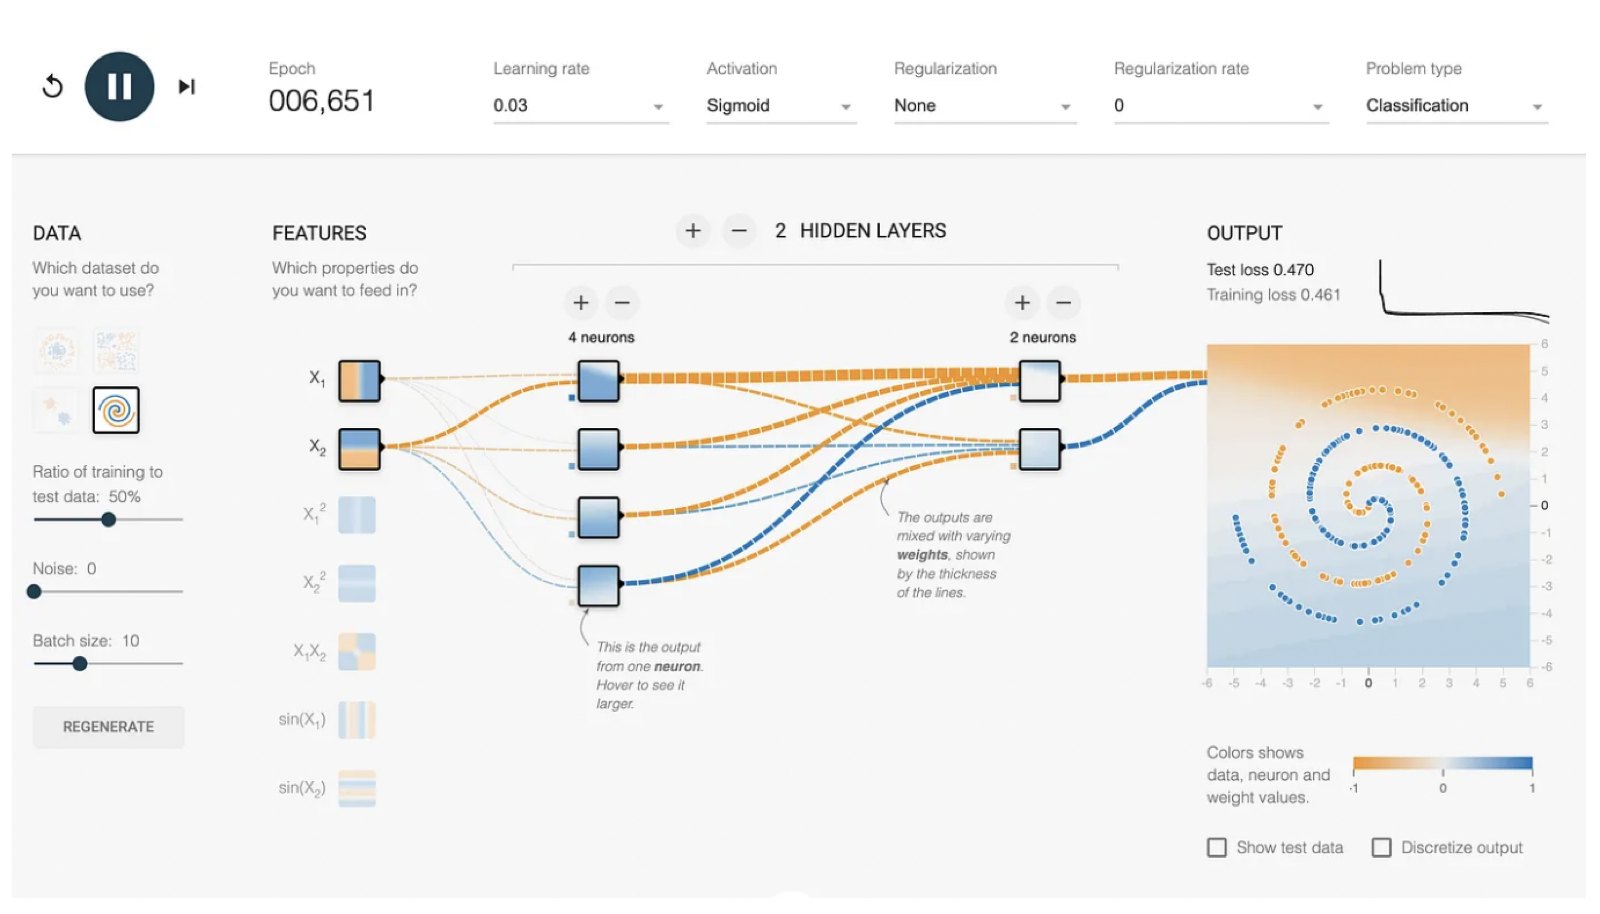 Epoch
006,651
Learning rate
0.03
Activation
Sigmoid
Regularization
None
Regularization rate
0
Problem type
Classification
DATA
Which dataset do
you want to use?
Ratio of training to
test data: 50%
Noise: 0
Batch size: 10
REGENERATE
FEATURES
Which properties do
you want to feed in?
X₁
X₂
X₁²
X₂²
X₁X₂
sin(X₁)
sin(X₂)
+ − 2 HIDDEN LAYERS
+ −
4 neurons
+ −
2 neurons
This is the output
from one neuron.
Hover to see it
larger.
The outputs are
mixed with varying
weights, shown
by the thickness
of the lines.
OUTPUT
Test loss 0.470
Training loss 0.461
6
5
4
3
2
1
0
-1
-2
-3
-4
-5
-6
-6 -5 -4 -3 -2 -1 0 1 2 3 4 5 6
Colors shows
data, neuron and
weight values.
-1 0 1
Show test data
Discretize output